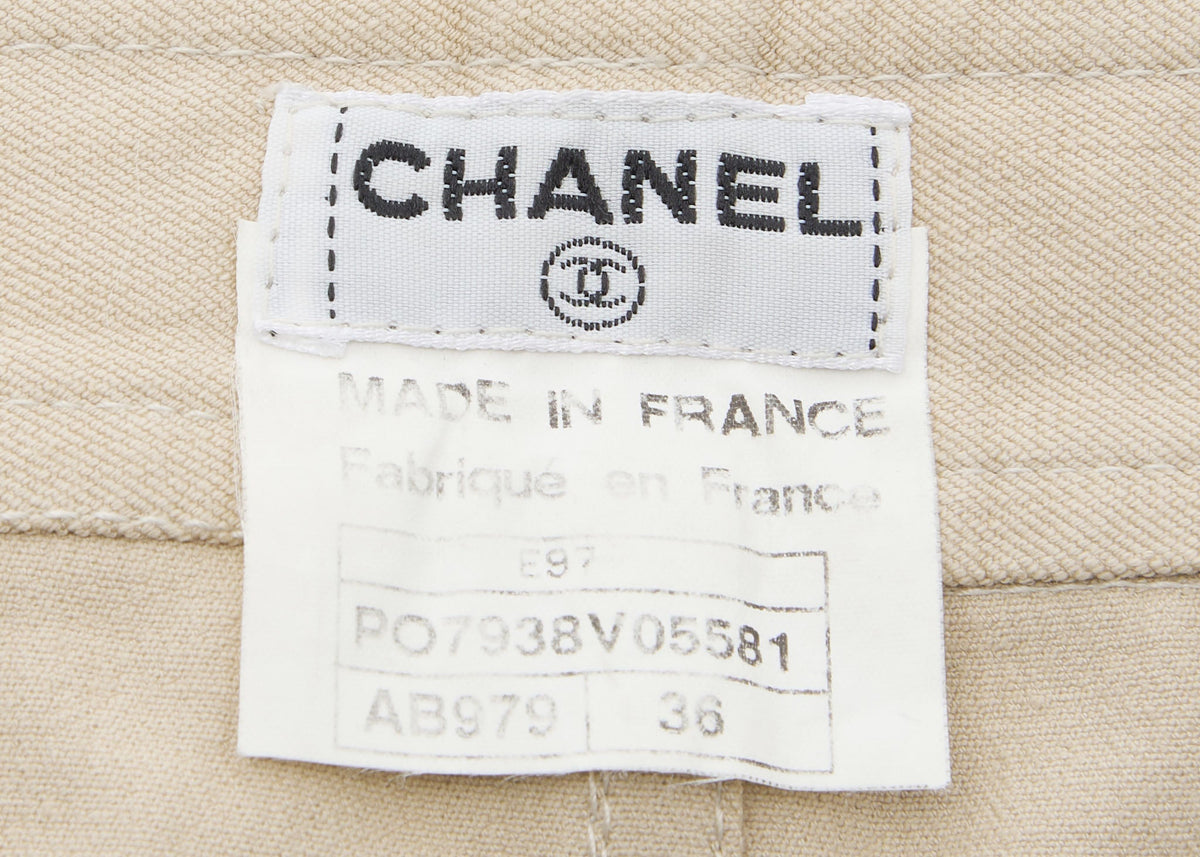 CHANEL
MADE IN FRANCE
Fabriqué en France
E97
PO7938V05581
AB979 36